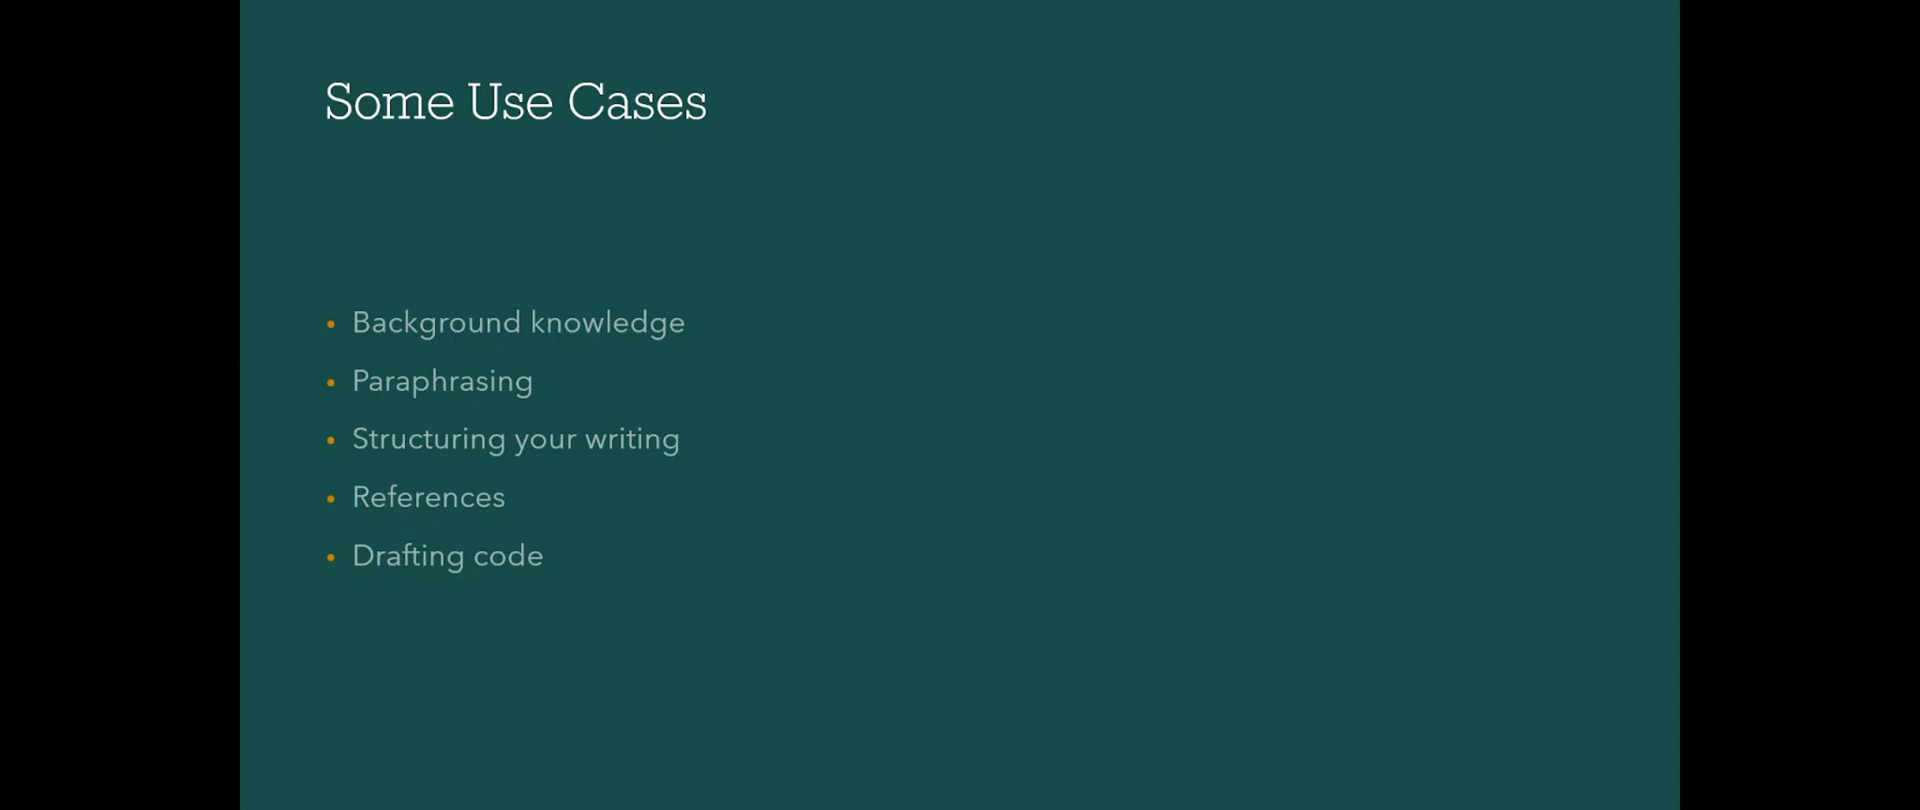 Some Use Cases
• Background knowledge
• Paraphrasing
• Structuring your writing
• References
• Drafting code